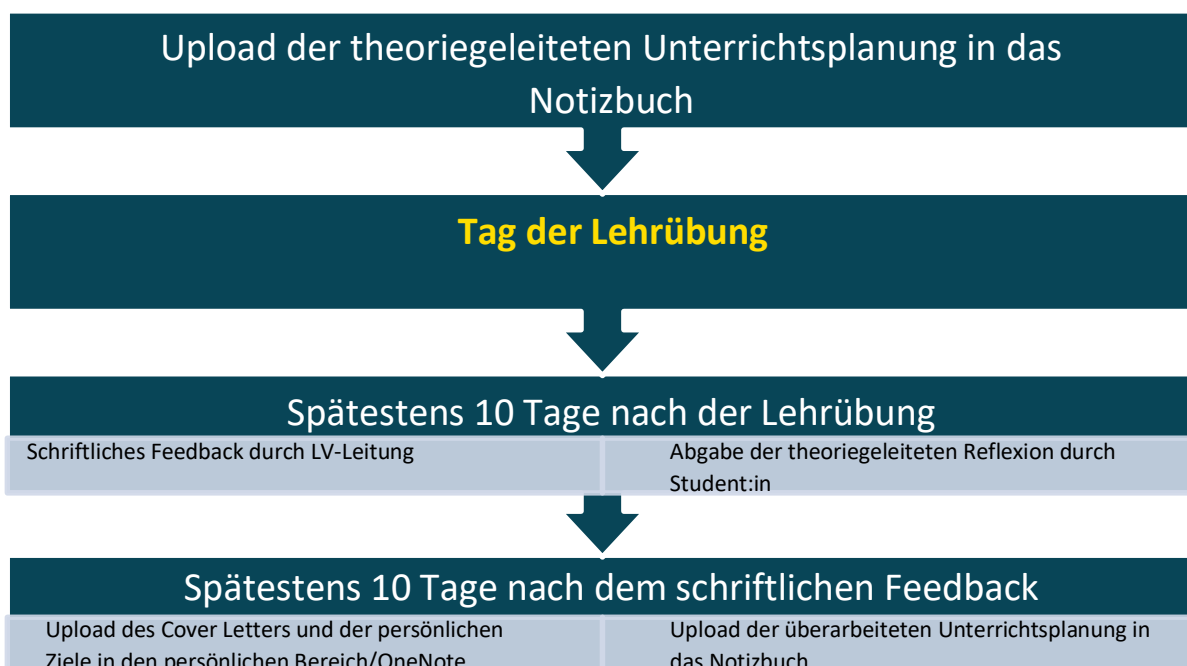 Upload der theoriegeleiteten Unterrichtsplanung in das
Notizbuch
Tag der Lehrübung
Spätestens 10 Tage nach der Lehrübung
Schriftliches Feedback durch LV-Leitung
Abgabe der theoriegeleiteten Reflexion durch
Student:in
Spätestens 10 Tage nach dem schriftlichen Feedback
Upload des Cover Letters und der persönlichen
Ziele in den persönlichen Bereich/OneNote
Upload der überarbeiteten Unterrichtsplanung in
das Notizbuch